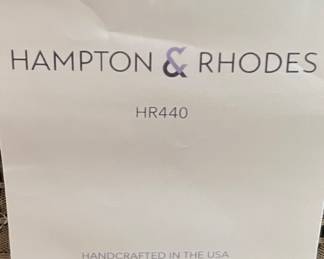 HAMPTON & RHODES
HR440
HANDCRAFTED IN THE USA